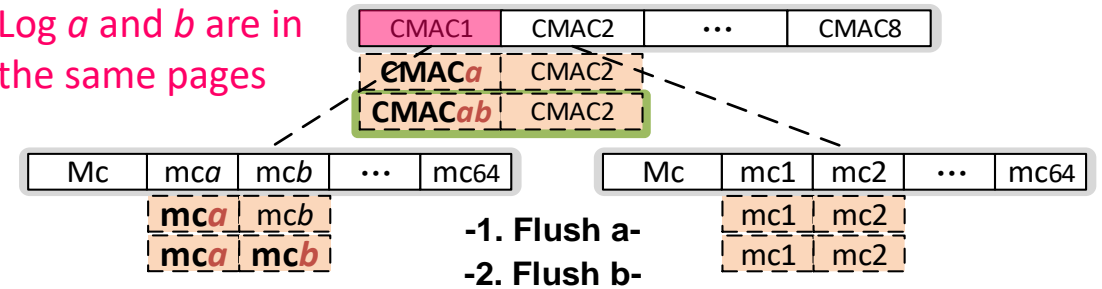 Log a and b are in
the same pages
CMAC1 CMAC2 ··· CMAC8
CMACa CMAC2
CMACab CMAC2
Mc mca mcb ··· mc64
mca mcb
mca mcb
Mc mc1 mc2 ··· mc64
mc1 mc2
mc1 mc2
-1. Flush a-
-2. Flush b-